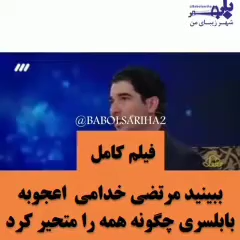 شهر زیبای من
@BABOLSARIHA2
فیلم کامل
ببینید مرتضی خدامی اعجوبه
بابلسری چگونه همه را متحیر کرد